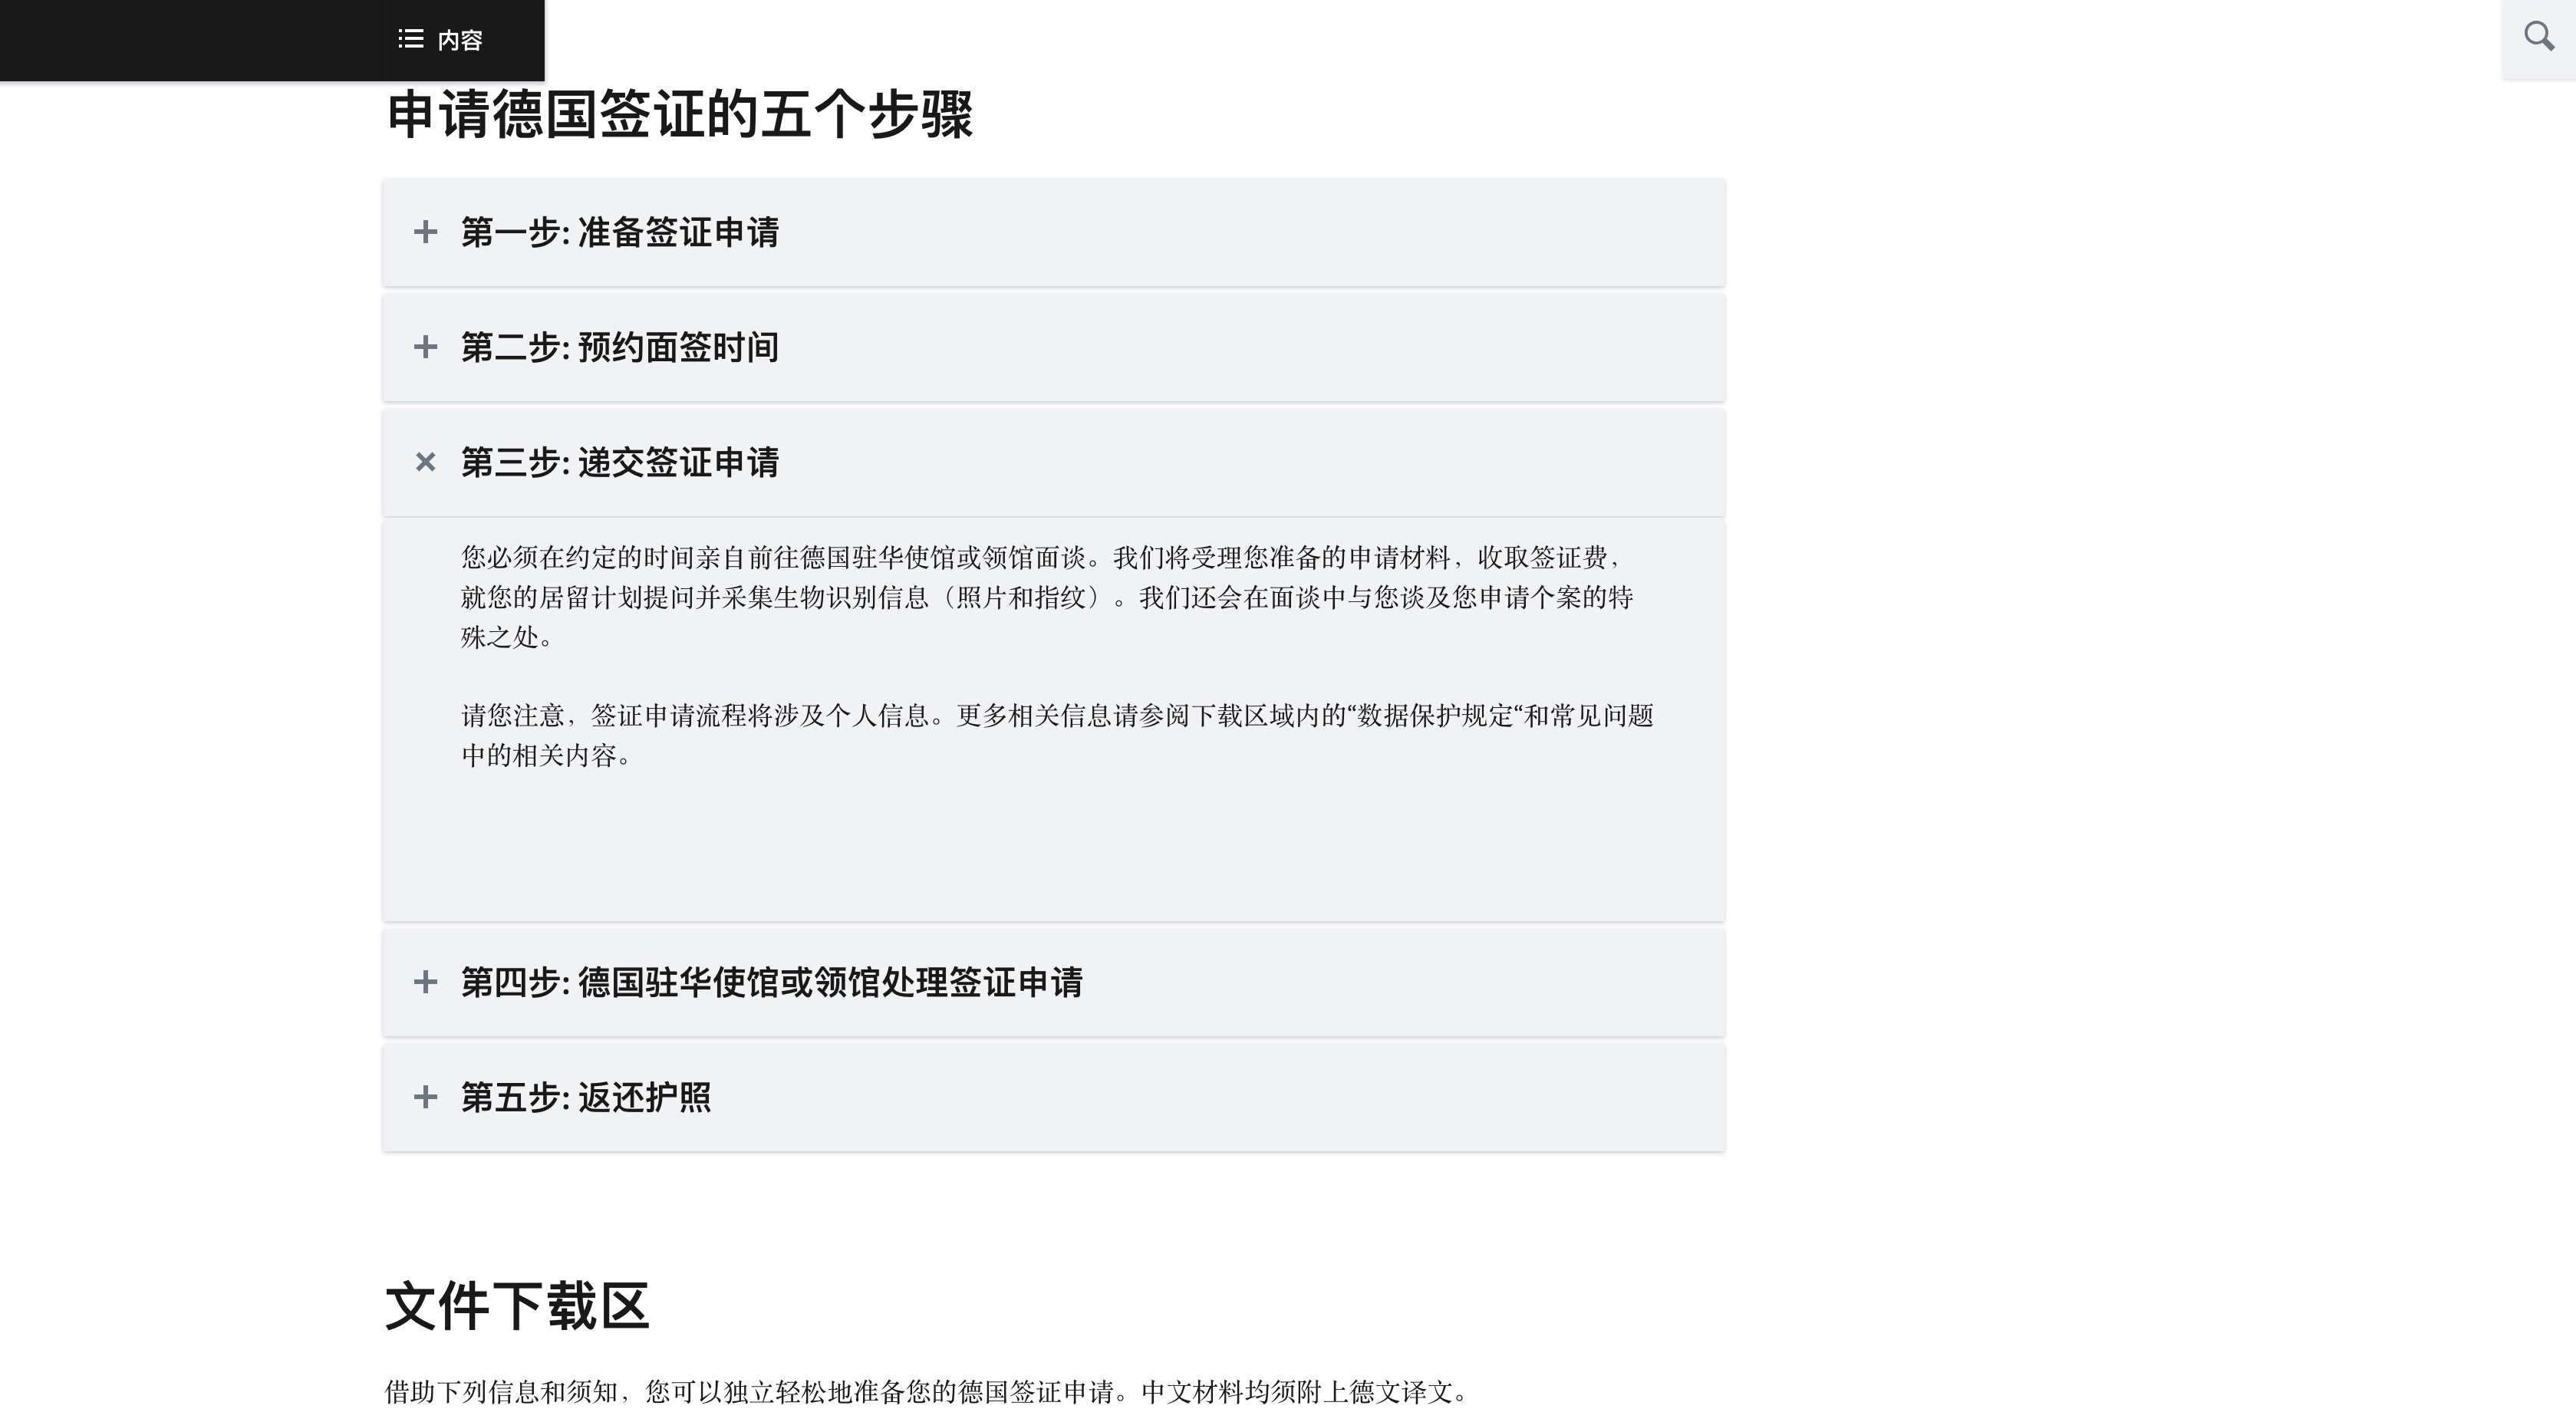 内容
申请德国签证的五个步骤
第一步: 准备签证申请
第二步: 预约面签时间
第三步: 递交签证申请
您必须在约定的时间亲自前往德国驻华使馆或领馆面谈。我们将受理您准备的申请材料，收取签证费，
就您的居留计划提问并采集生物识别信息（照片和指纹）。我们还会在面谈中与您谈及您申请个案的特
殊之处。
请您注意，签证申请流程将涉及个人信息。更多相关信息请参阅下载区域内的“数据保护规定“和常见问题
中的相关内容。
第四步: 德国驻华使馆或领馆处理签证申请
第五步: 返还护照
文件下载区
借助下列信息和须知，您可以独立轻松地准备您的德国签证申请。中文材料均须附上德文译文。